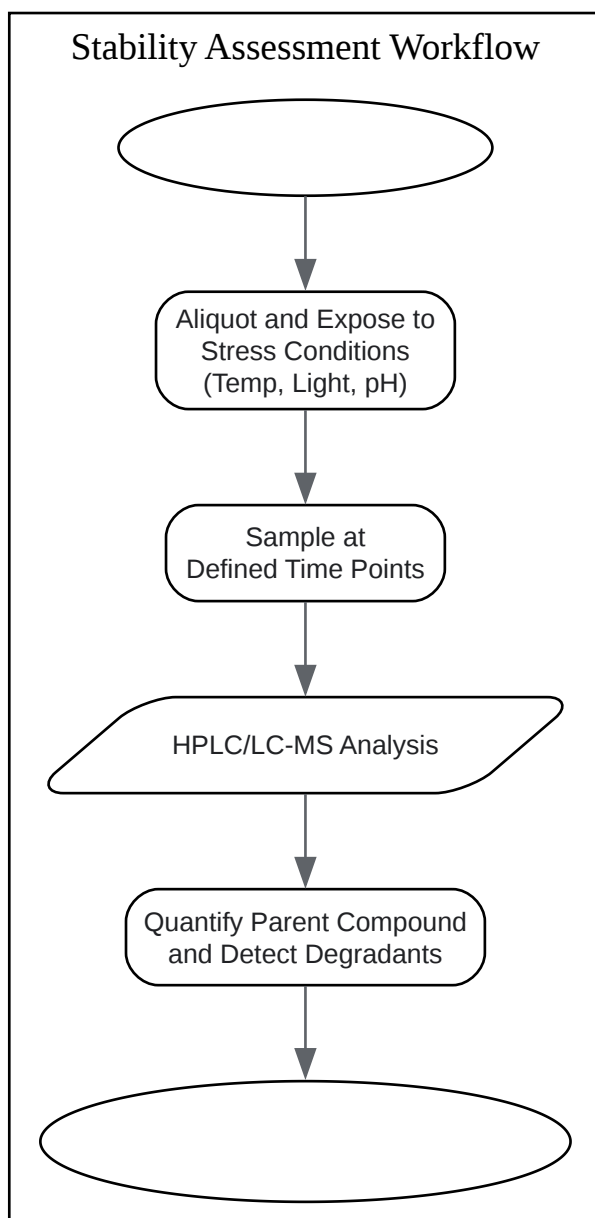 Stability Assessment Workflow
Aliquot and Expose to
Stress Conditions
(Temp, Light, pH)
Sample at
Defined Time Points
HPLC/LC-MS Analysis
Quantify Parent Compound
and Detect Degradants